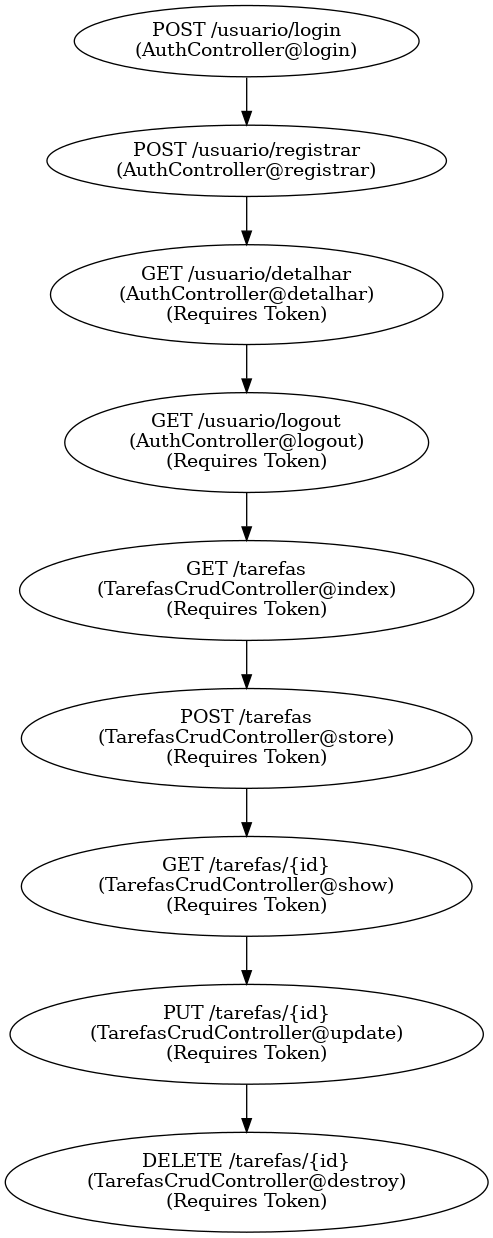 POST /usuario/login
(AuthController@login)
POST /usuario/registrar
(AuthController@registrar)
GET /usuario/detalhar
(AuthController@detalhar)
(Requires Token)
GET /usuario/logout
(AuthController@logout)
(Requires Token)
GET /tarefas
(TarefasCrudController@index)
(Requires Token)
POST /tarefas
(TarefasCrudController@store)
(Requires Token)
GET /tarefas/{id}
(TarefasCrudController@show)
(Requires Token)
PUT /tarefas/{id}
(TarefasCrudController@update)
(Requires Token)
DELETE /tarefas/{id}
(TarefasCrudController@destroy)
(Requires Token)